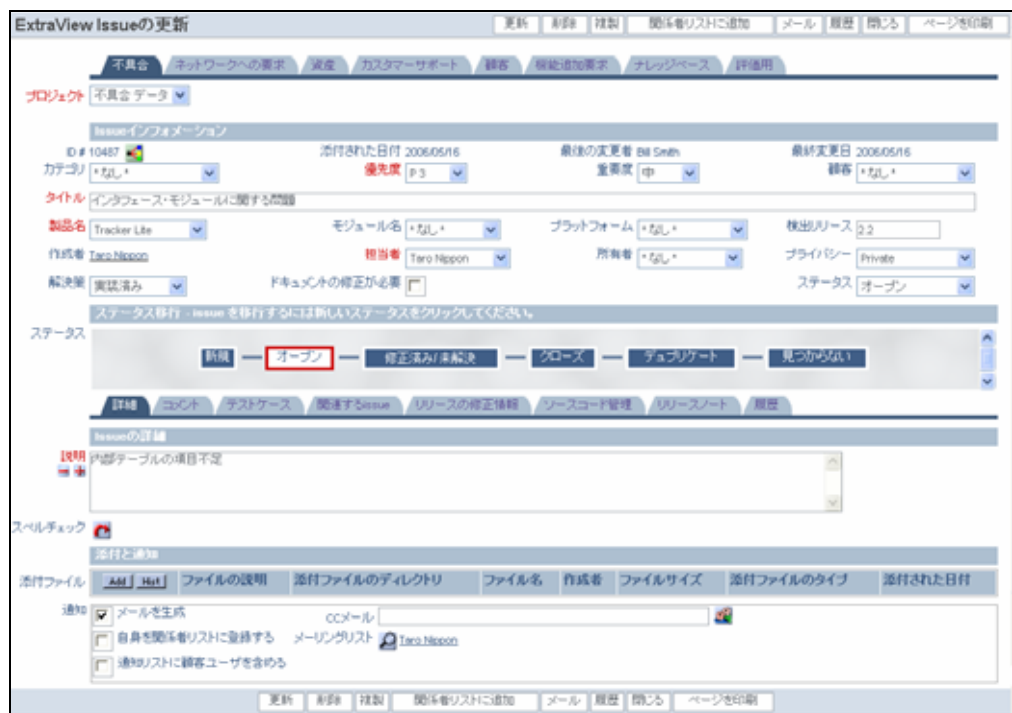 ExtraView Issueの更新 更新 削除 複製 関係者リストに追加 メール 履歴 閉じる ページを印刷
不具合 ネットワークへの要求 資産 カスタマーサポート 顧客 機能追加要求 ナレッジベース 評価用
プロジェクト 不具合 データ
Issueインフォメーション
ID # 10487 添付された日付 2006/05/16 最後の変更者 Bill Smith 最終変更日 2006/05/16
カテゴリ *なし* 優先度 P 3 重要度 中 顧客 *なし*
タイトル インタフェース・モジュールに関する問題
製品名 Tracker Lite モジュール名 *なし* プラットフォーム *なし* 検出リリース 2.2
作成者 Taro Nippon 担当者 Taro Nippon 所有者 *なし* プライバシー Private
解決策 実装済み ドキュメントの修正が必要 ステータス オープン
ステータス移行 - issue を移行するには新しいステータスをクリックしてください。
ステータス
新規 オープン 修正済み/未解決 クローズ デュプリケート 見つからない
詳細 コメント テストケース 関連するissue リリースの修正情報 ソースコード管理 リリースノート 履歴
Issueの詳細
説明 内部テーブルの項目不足
スペルチェック
添付と通知
添付ファイル Add Hist ファイルの説明 添付ファイルのディレクトリ ファイル名 作成者 ファイルサイズ 添付ファイルのタイプ 添付された日付
通知 メールを生成 CCメール
自身を関係者リストに登録する メーリングリスト Taro Nippon
通知リストに顧客ユーザを含める
更新 削除 複製 関係者リストに追加 メール 履歴 閉じる ページを印刷